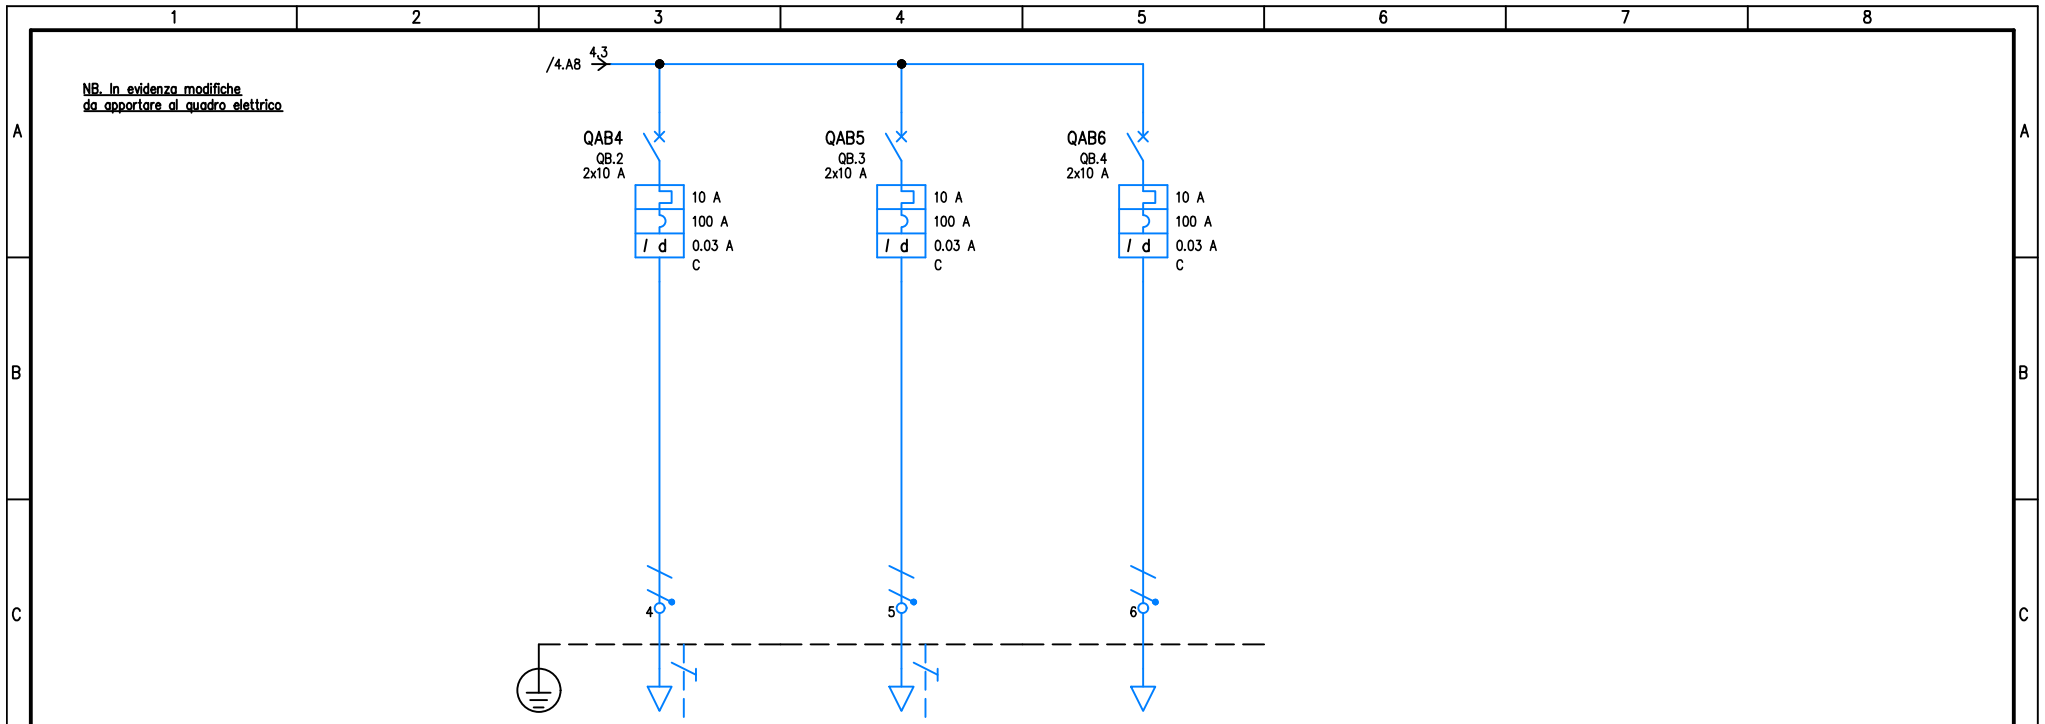 1 2 3 4 5 6 7 8
4.3
/4.A8
NB. In evidenza modifiche
da apportare al quadro elettrico
A A
QAB4 QAB5 QAB6
QB.2 QB.3 QB.4
2x10 A 2x10 A 2x10 A
10 A 10 A 10 A
100 A 100 A 100 A
I d 0.03 A I d 0.03 A I d 0.03 A
C C C
B B
4 5 6
C C